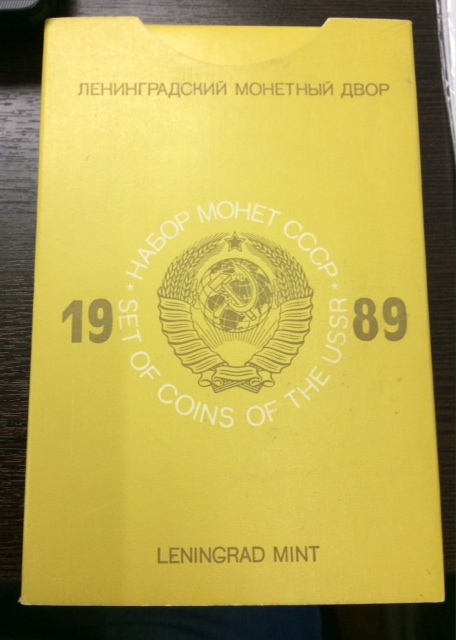 ЛЕНИНГРАДСКИЙ МОНЕТНЫЙ ДВОР
• НАБОР МОНЕТ СССР •
19 89
SET OF COINS OF THE USSR
LENINGRAD MINT